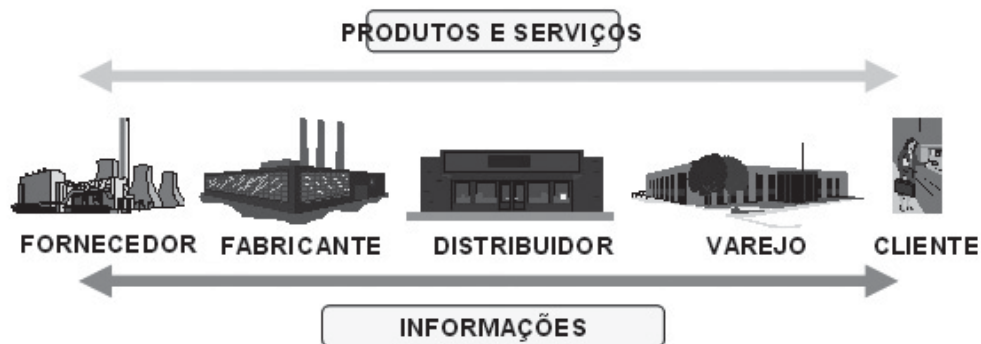 PRODUTOS E SERVIÇOS
FORNECEDOR FABRICANTE DISTRIBUIDOR VAREJO CLIENTE
INFORMAÇÕES